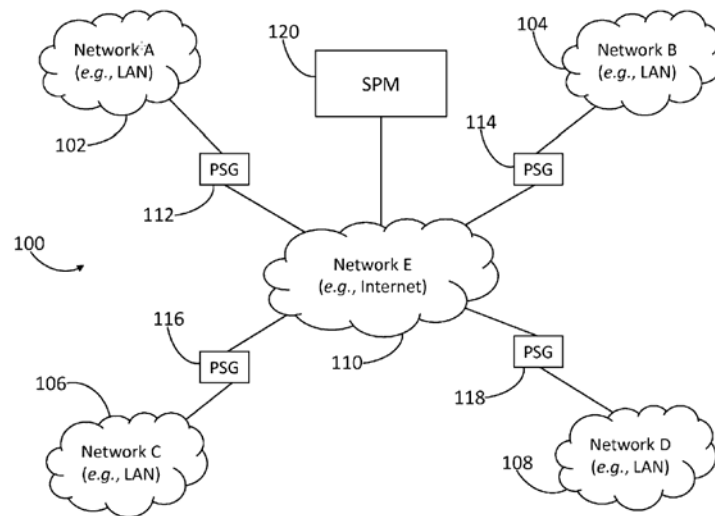 Network A
(e.g., LAN)
102
120
SPM
104
Network B
(e.g., LAN)
PSG
112
114
PSG
100
Network E
(e.g., Internet)
110
116
PSG
PSG
118
106
Network C
(e.g., LAN)
Network D
(e.g., LAN)
108